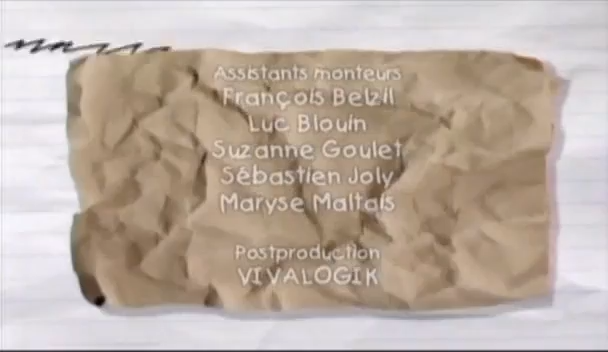 Assistants monteurs
François Belzil
Luc Blouin
Suzanne Goulet
Sébastien Joly
Maryse Maltais
Postproduction
VIVALOGIK